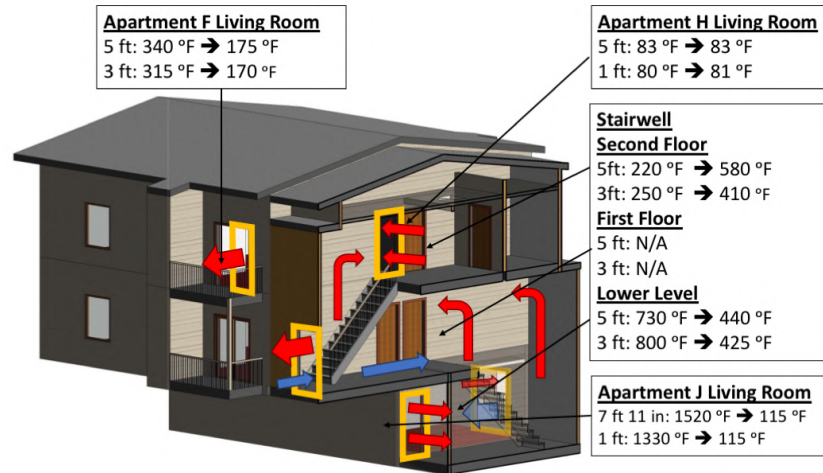 Apartment F Living Room
5 ft: 340 °F ➔ 175 °F
3 ft: 315 °F ➔ 170 °F
Apartment H Living Room
5 ft: 83 °F ➔ 83 °F
1 ft: 80 °F ➔ 81 °F
Stairwell
Second Floor
5ft: 220 °F ➔ 580 °F
3ft: 250 °F ➔ 410 °F
First Floor
5 ft: N/A
3 ft: N/A
Lower Level
5 ft: 730 °F ➔ 440 °F
3 ft: 800 °F ➔ 425 °F
Apartment J Living Room
7 ft 11 in: 1520 °F ➔ 115 °F
1 ft: 1330 °F ➔ 115 °F